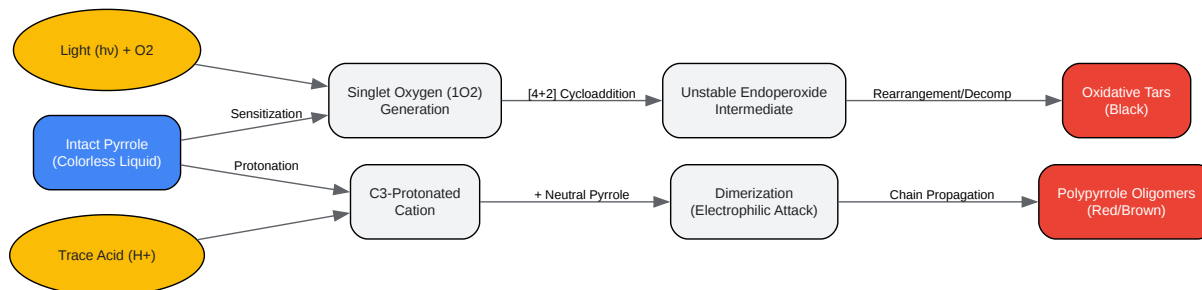 Light (hν) + O2
Intact Pyrrole
(Colorless Liquid)
Trace Acid (H+)
Sensitization
Protonation
Singlet Oxygen (1O2)
Generation
C3-Protonated
Cation
[4+2] Cycloaddition
+ Neutral Pyrrole
Unstable Endoperoxide
Intermediate
Dimerization
(Electrophilic Attack)
Rearrangement/Decomp
Chain Propagation
Oxidative Tars
(Black)
Polypyrrole Oligomers
(Red/Brown)